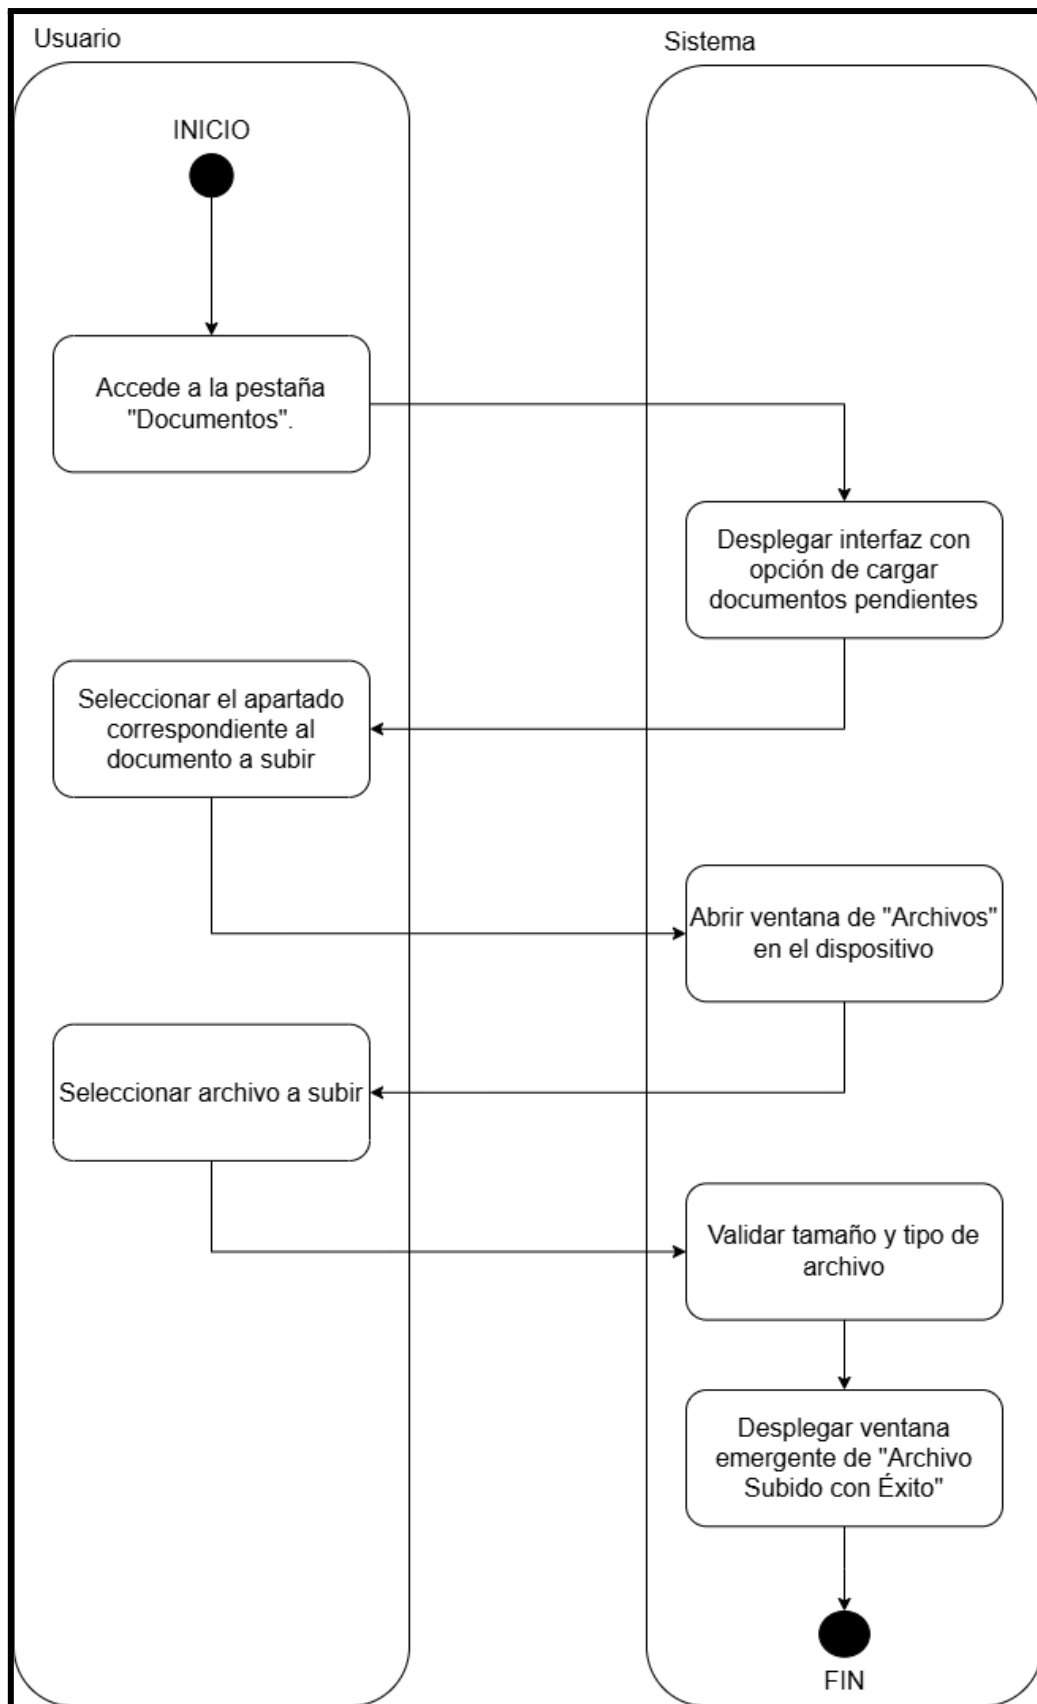 Usuario
Sistema
INICIO
Accede a la pestaña
"Documentos".
Desplegar interfaz con
opción de cargar
documentos pendientes
Seleccionar el apartado
correspondiente al
documento a subir
Abrir ventana de "Archivos"
en el dispositivo
Seleccionar archivo a subir
Validar tamaño y tipo de
archivo
Desplegar ventana
emergente de "Archivo
Subido con Éxito"
FIN